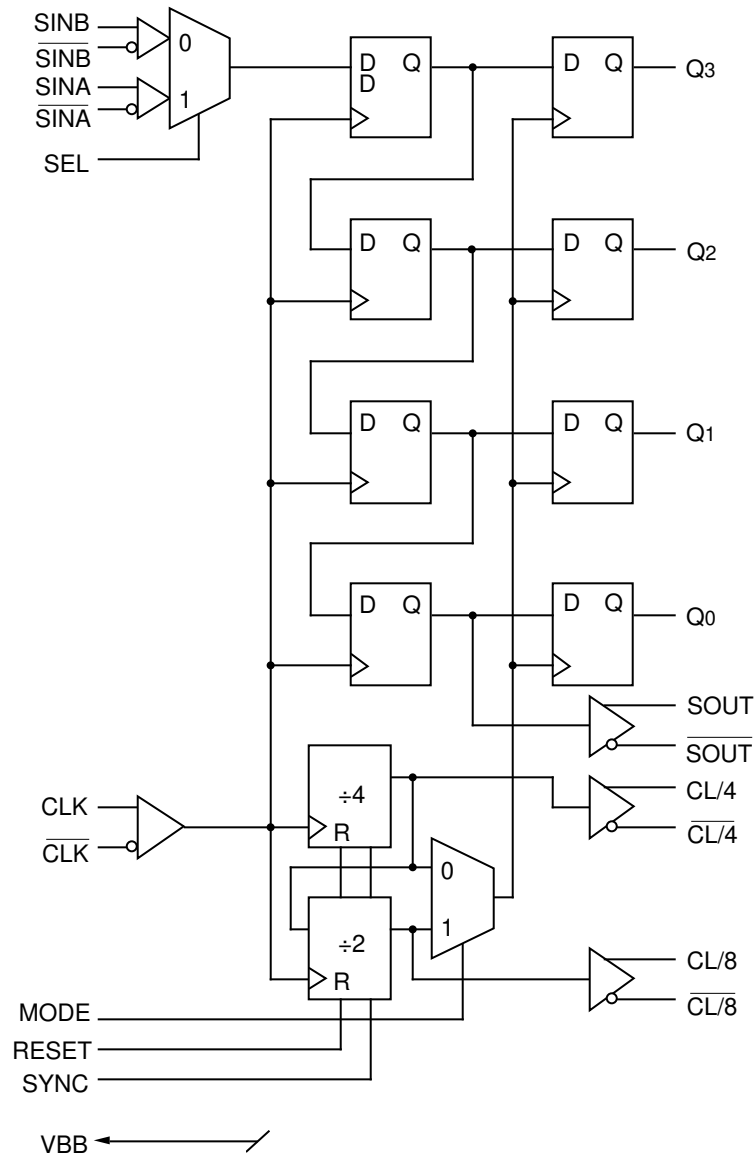 SINB
SINB
SINA
SINA
SEL
0
1
D Q
D
D Q
Q3
D Q
D Q
Q2
D Q
D Q
Q1
D Q
D Q
Q0
SOUT
SOUT
CLK
CLK
÷4
R
CL/4
CL/4
0
1
÷2
R
CL/8
CL/8
MODE
RESET
SYNC
VBB